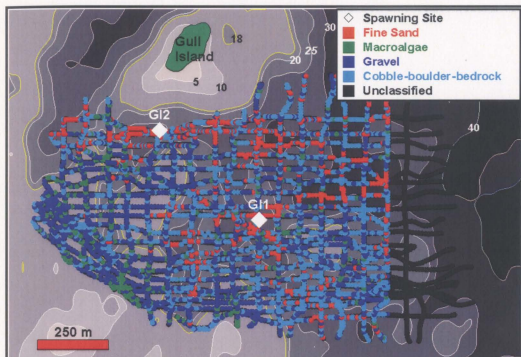 Spawning Site
Fine Sand
Macroalgae
Gravel
Cobble-boulder-bedrock
Unclassified
Gull
Island
18
5
10
20
25
30
40
GI2
GI1
250 m